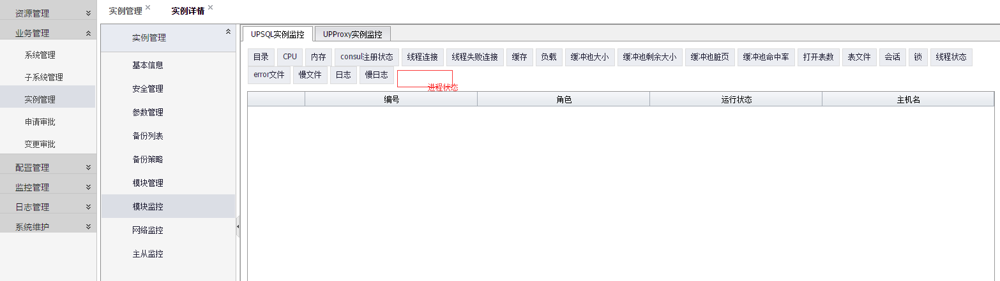 资源管理
业务管理
系统管理
子系统管理
实例管理
申请审批
变更审批
配置管理
监控管理
日志管理
系统维护
实例管理 实例详情
实例管理
基本信息
安全管理
参数管理
备份列表
备份策略
模块管理
模块监控
网络监控
主从监控
UPSQL实例监控 UPProxy实例监控
目录 CPU 内存 consul注册状态 线程连接 线程失败连接 缓存 负载 缓冲池大小 缓冲池剩余大小 缓冲池脏页 缓冲池命中率 打开表数 表文件 会话 锁 线程状态
error文件 慢文件 日志 慢日志
进程状态
编号 角色 运行状态 主机名